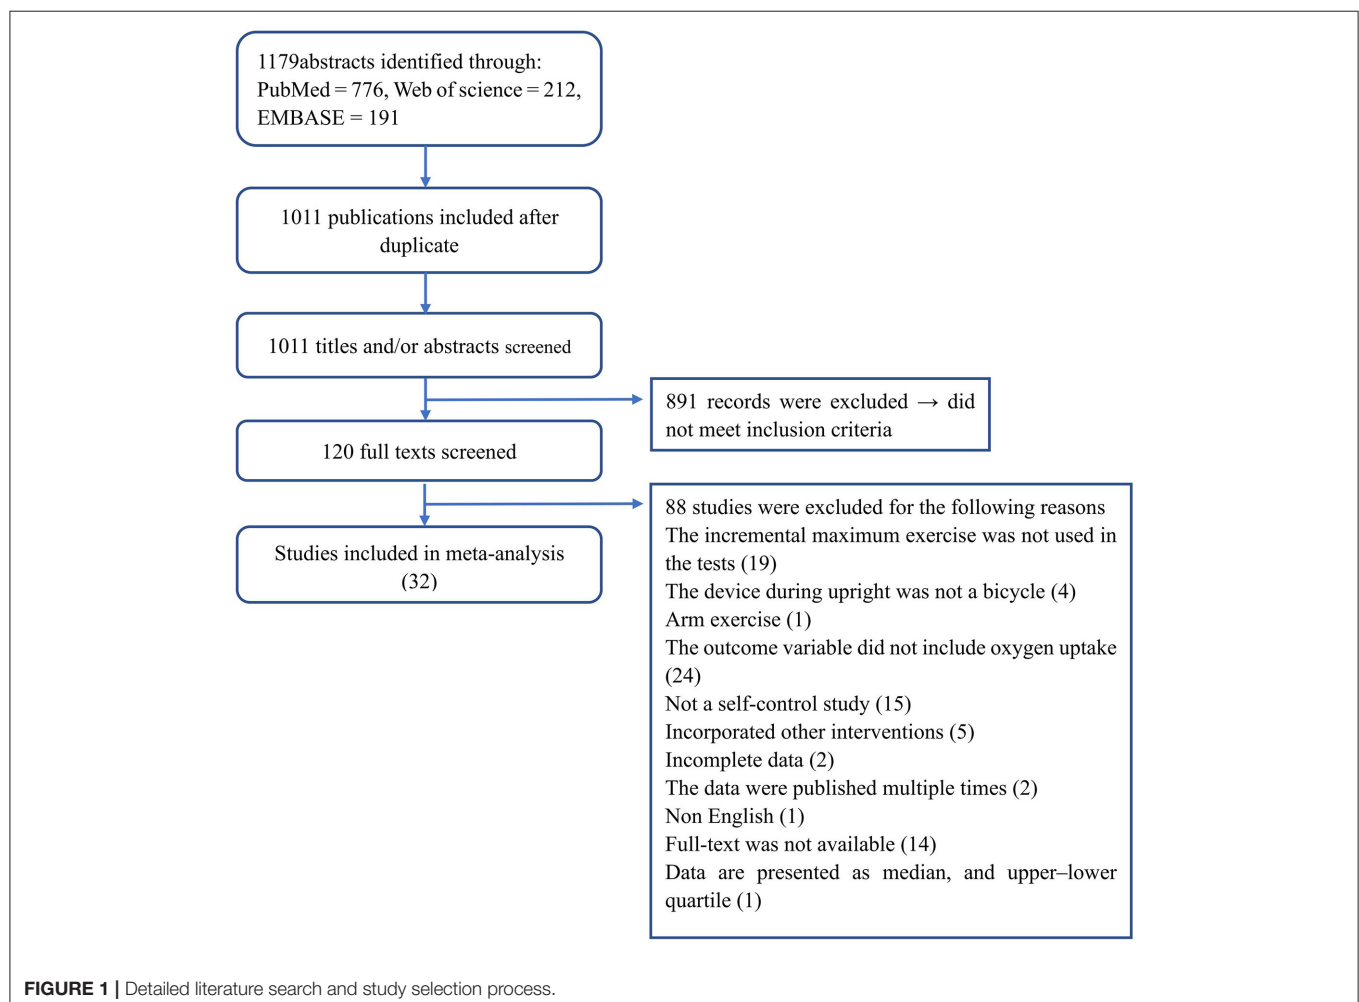 1179abstracts identified through:
PubMed = 776, Web of science = 212,
EMBASE = 191
1011 publications included after
duplicate
1011 titles and/or abstracts screened
891 records were excluded → did
not meet inclusion criteria
120 full texts screened
88 studies were excluded for the following reasons
The incremental maximum exercise was not used in
the tests (19)
The device during upright was not a bicycle (4)
Arm exercise (1)
The outcome variable did not include oxygen uptake
(24)
Not a self-control study (15)
Incorporated other interventions (5)
Incomplete data (2)
The data were published multiple times (2)
Non English (1)
Full-text was not available (14)
Data are presented as median, and upper–lower
quartile (1)
Studies included in meta-analysis
(32)
FIGURE 1 | Detailed literature search and study selection process.